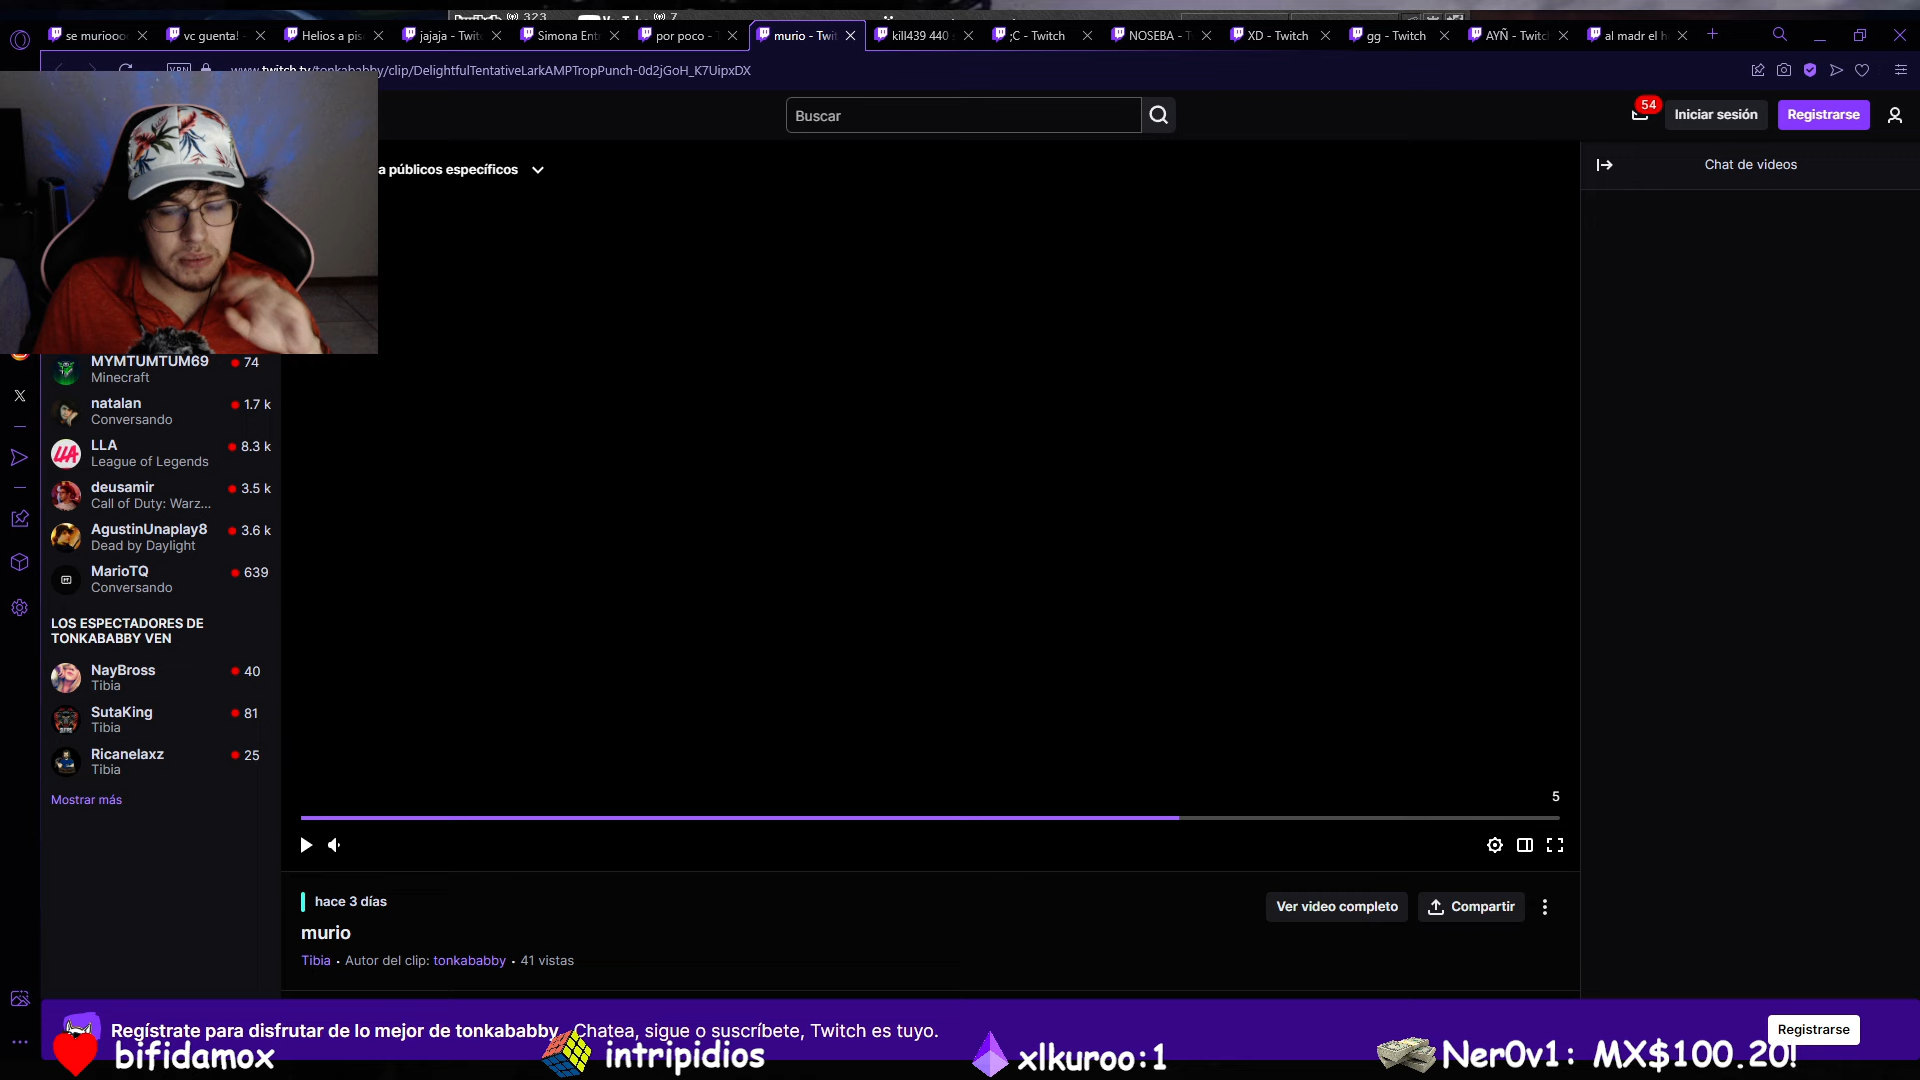 323
7
se murioooo
vc guenta! -
Helios a pis
jajaja - Twitc
Simona Ent
por poco - T
murio - Twit
kill439 440 s
;C - Twitch
NOSEBA - T
XD - Twitch
gg - Twitch
AYÑ - Twitc
al madr el h
VPN
www.twitch.tv/tonkababby/clip/DelightfulTentativeLarkAMPTropPunch-0d2jGoH_K7UipxDX
Buscar
54
Iniciar sesión
Registrarse
a públicos específicos
Chat de videos
MYMTUMTUM69
74
Minecraft
natalan
1.7 k
Conversando
LLA
8.3 k
League of Legends
deusamir
3.5 k
Call of Duty: Warz...
AgustinUnaplay8
3.6 k
Dead by Daylight
MarioTQ
639
Conversando
LOS ESPECTADORES DE
TONKABABBY VEN
NayBross
40
Tibia
SutaKing
81
Tibia
Ricanelaxz
25
Tibia
Mostrar más
5
hace 3 días
Ver video completo
Compartir
murio
Tibia • Autor del clip: tonkababby • 41 vistas
Regístrate para disfrutar de lo mejor de tonkababby
Chatea, sigue o suscríbete, Twitch es tuyo.
Registrarse
bifidamox
intripidios
xlkuroo:1
Ner0v1: MX$100.20!